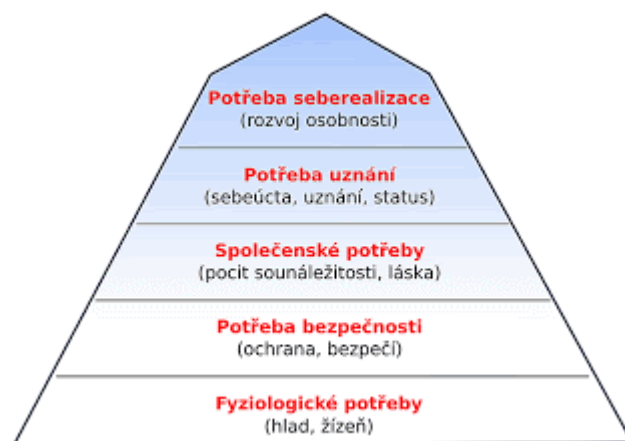 Potřeba seberealizace
(rozvoj osobnosti)
Potřeba uznání
(sebeúcta, uznání, status)
Společenské potřeby
(pocit sounáležitosti, láska)
Potřeba bezpečnosti
(ochrana, bezpečí)
Fyziologické potřeby
(hlad, žízeň)